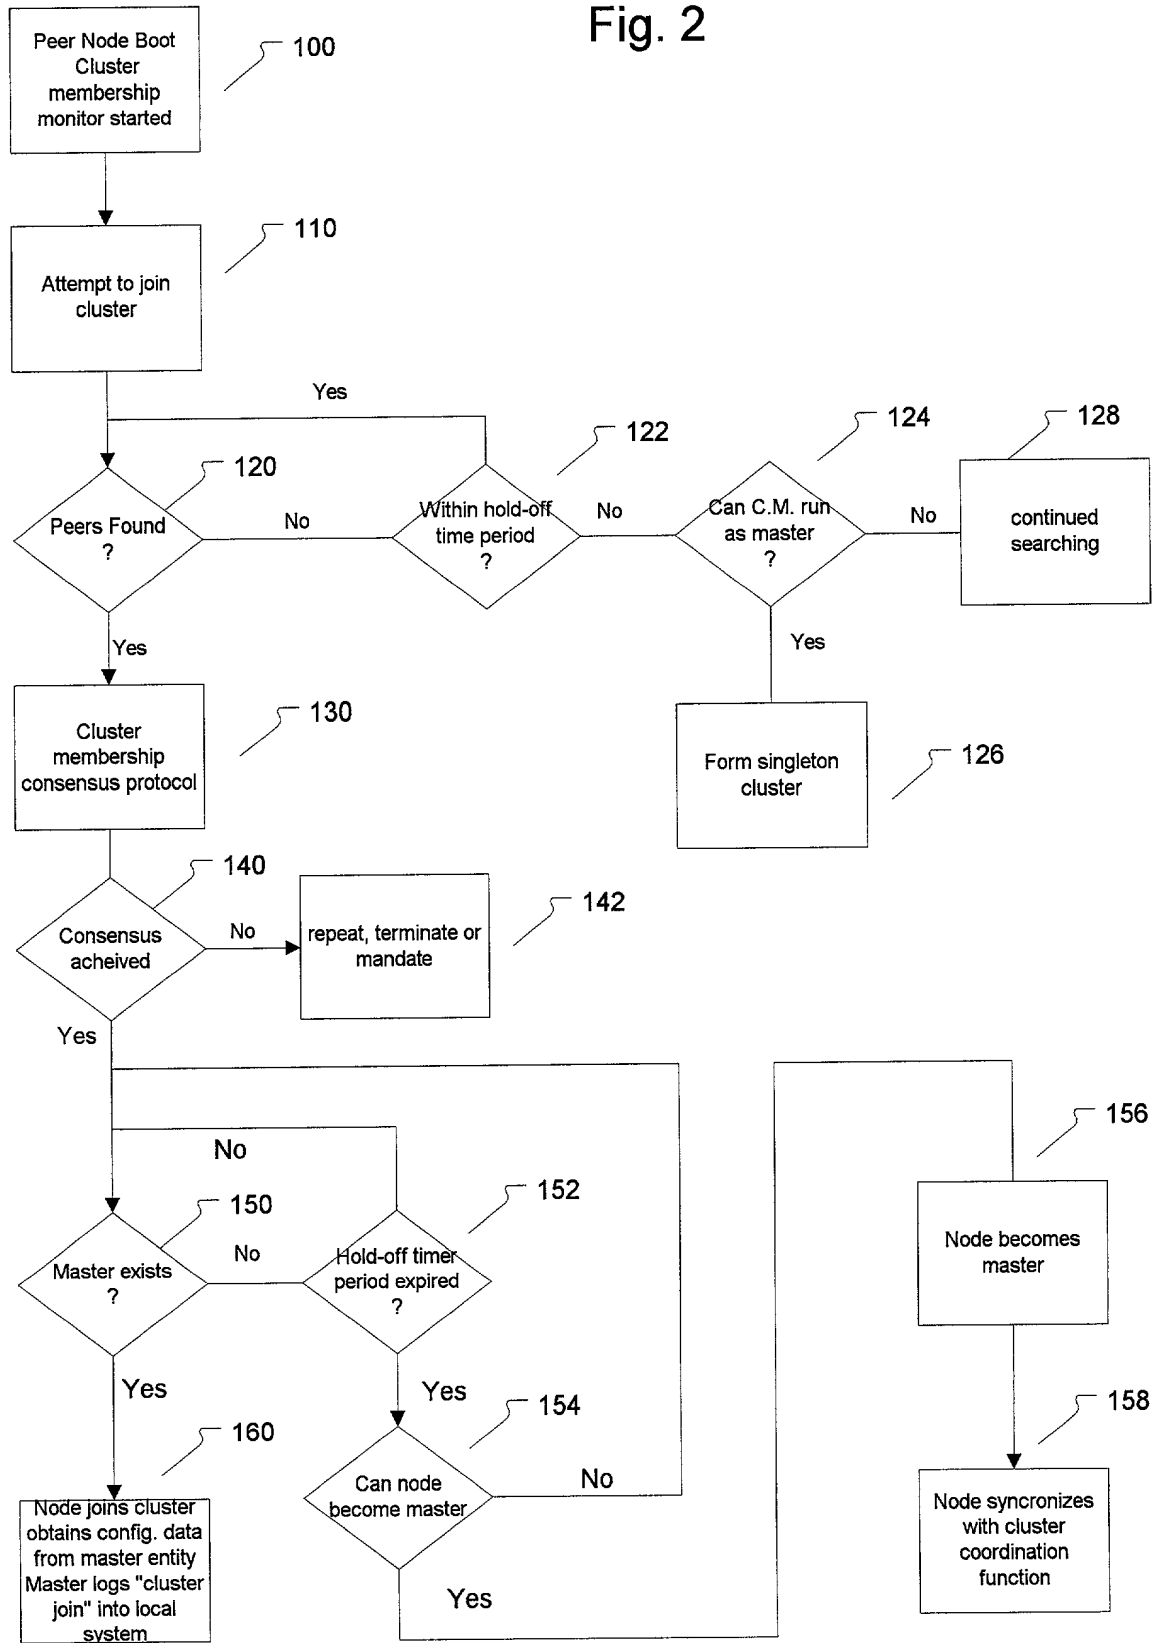 Fig. 2
Peer Node Boot
Cluster
membership
monitor started
100
Attempt to join
cluster
110
Yes
Peers Found
?
120
No
Within hold-off
time period
?
122
No
Can C.M. run
as master
?
124
No
continued
searching
128
Yes
Yes
Cluster
membership
consensus protocol
130
Form singleton
cluster
126
Consensus
acheived
140
No
repeat, terminate or
mandate
142
Yes
No
Master exists
?
150
No
Hold-off timer
period expired
?
152
Node becomes
master
156
Yes
Yes
Can node
become master
154
No
Node joins cluster
obtains config. data
from master entity
Master logs "cluster
join" into local
system
160
Yes
Node syncronizes
with cluster
coordination
function
158